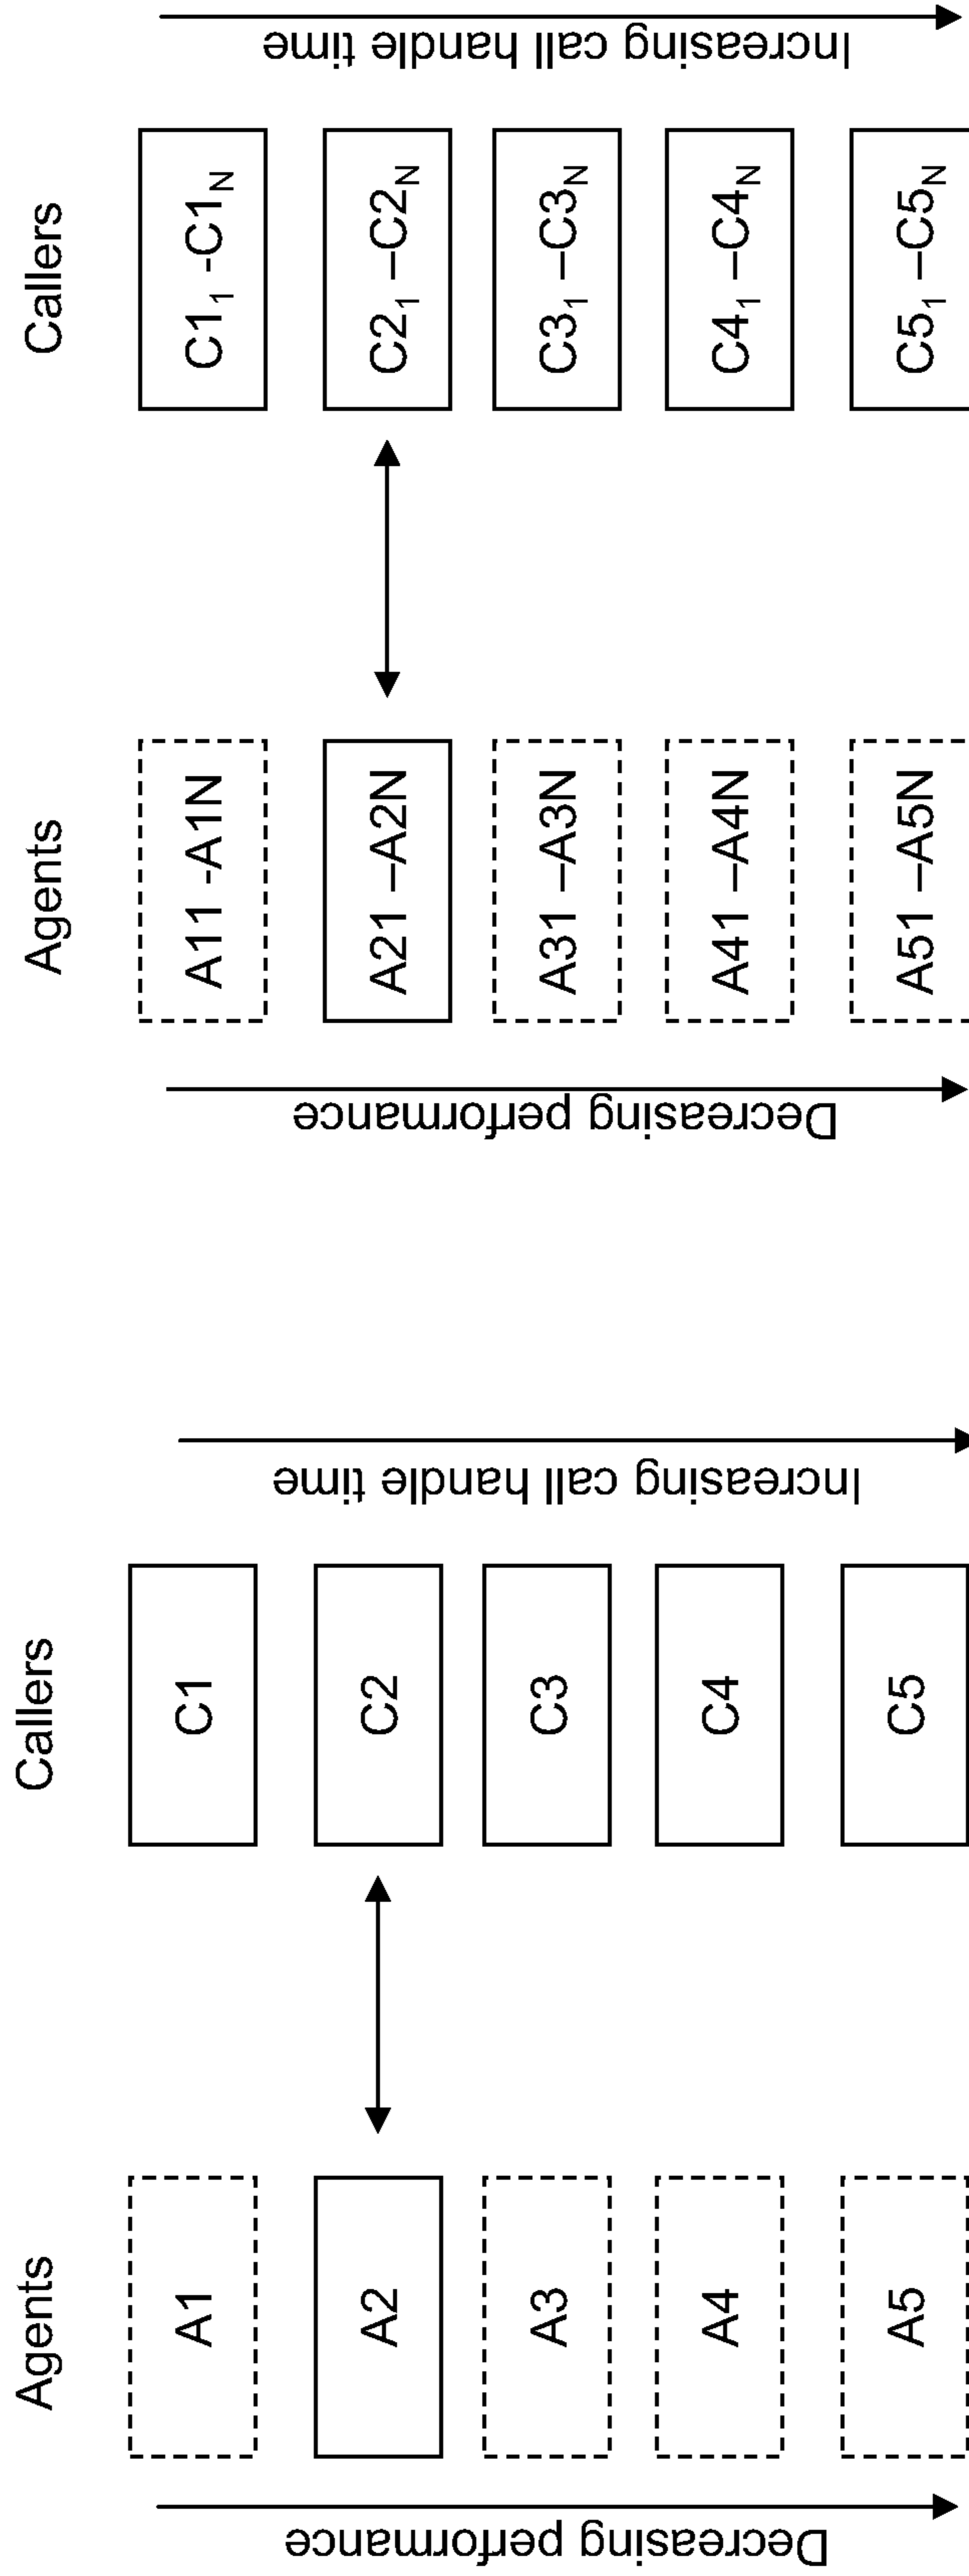 Agents
Callers
Decreasing performance
A1
A2
A3
A4
A5
C1
C2
C3
C4
C5
Increasing call handle time
Agents
Callers
Decreasing performance
A11 -A1N
A21 –A2N
A31 –A3N
A41 –A4N
A51 –A5N
C1₁ -C1N
C2₁ –C2N
C3₁ –C3N
C4₁ –C4N
C5₁ –C5N
Increasing call handle time